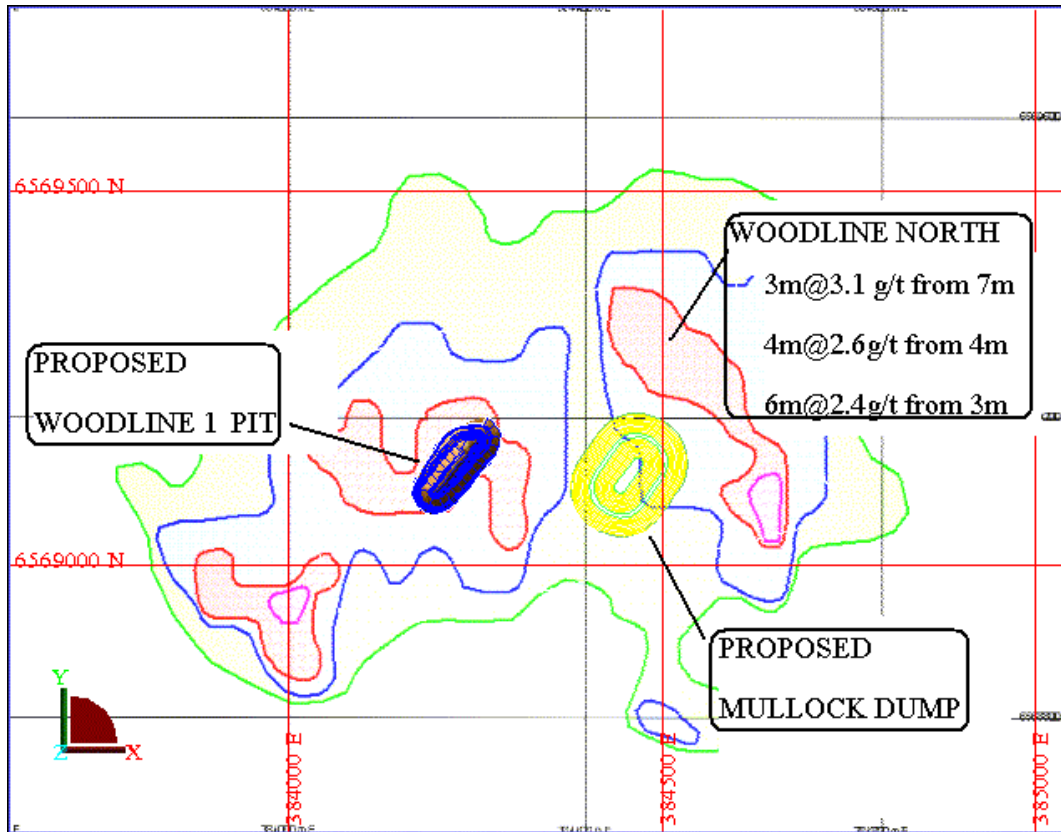 6569500 N
WOODLINE NORTH
3m@3.1 g/t from 7m
4m@2.6g/t from 4m
6m@2.4g/t from 3m
PROPOSED
WOODLINE 1 PIT
6569000 N
PROPOSED
MULLOCK DUMP
Y
Z
X
384000 E
384500 E
385000 E